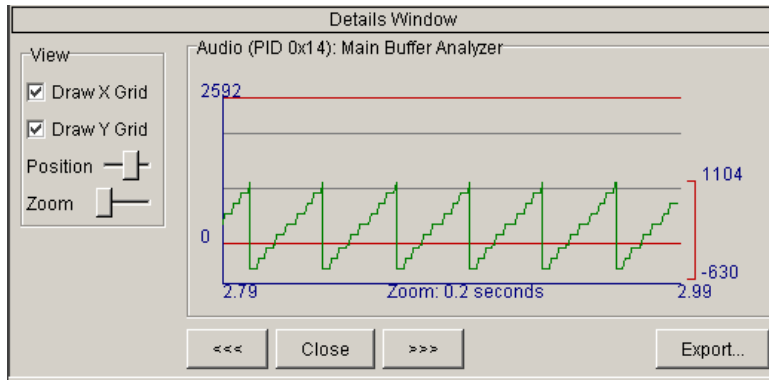 Details Window
View
Draw X Grid
Draw Y Grid
Position
Zoom
Audio (PID 0x14): Main Buffer Analyzer
2592
0
1104
-630
2.79
Zoom: 0.2 seconds
2.99
<<<
Close
>>>
Export...